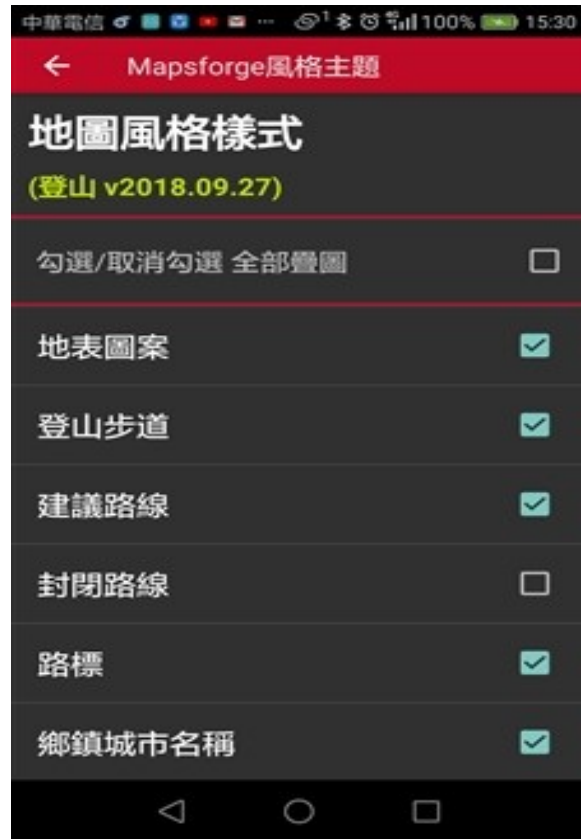 中華電信 100% 15:30
Mapsforge風格主題
地圖風格樣式
(登山 v2018.09.27)
勾選/取消勾選 全部疊圖
地表圖案
登山步道
建議路線
封閉路線
路標
鄉鎮城市名稱